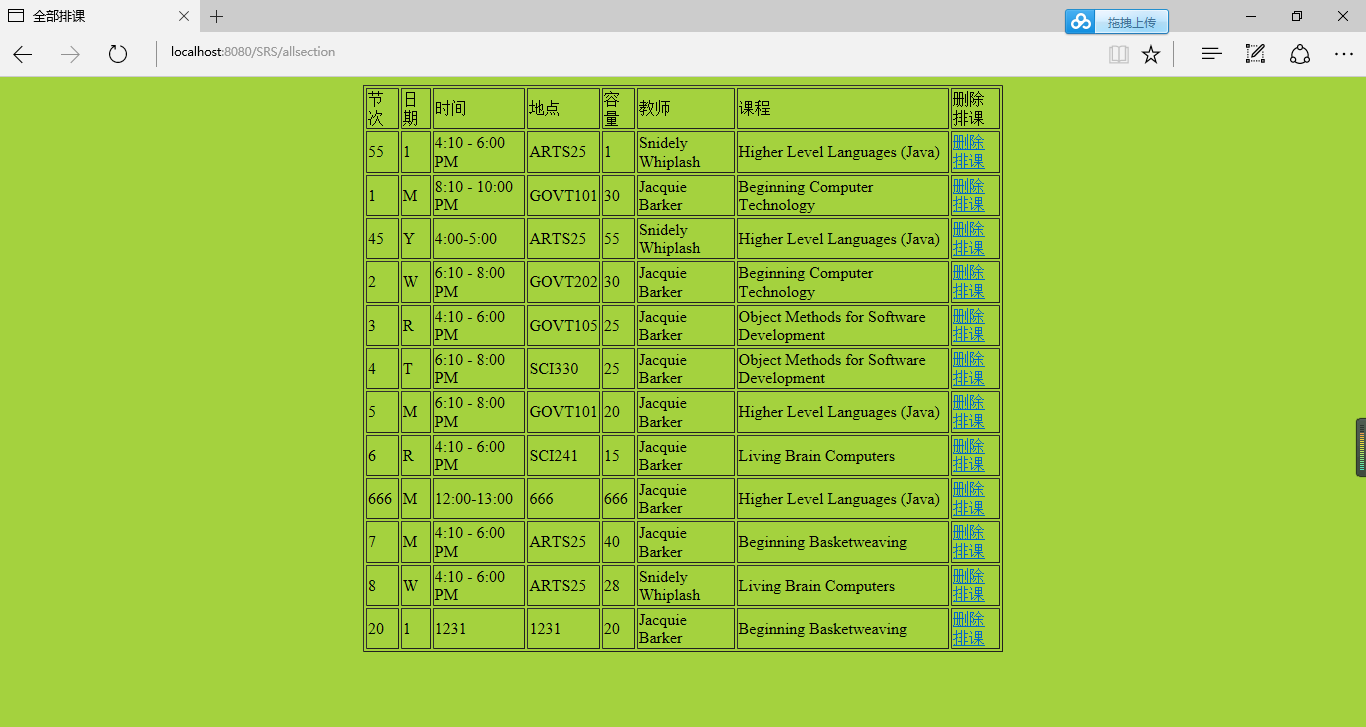 全部排课
拖拽上传
localhost:8080/SRS/allsection
节次 日期 时间 地点 容量 教师 课程 删除排课
55 1 4:10 - 6:00 PM ARTS25 1 Snidely Whiplash Higher Level Languages (Java) 删除排课
1 M 8:10 - 10:00 PM GOVT101 30 Jacquie Barker Beginning Computer Technology 删除排课
45 Y 4:00-5:00 ARTS25 55 Snidely Whiplash Higher Level Languages (Java) 删除排课
2 W 6:10 - 8:00 PM GOVT202 30 Jacquie Barker Beginning Computer Technology 删除排课
3 R 4:10 - 6:00 PM GOVT105 25 Jacquie Barker Object Methods for Software Development 删除排课
4 T 6:10 - 8:00 PM SCI330 25 Jacquie Barker Object Methods for Software Development 删除排课
5 M 6:10 - 8:00 PM GOVT101 20 Jacquie Barker Higher Level Languages (Java) 删除排课
6 R 4:10 - 6:00 PM SCI241 15 Jacquie Barker Living Brain Computers 删除排课
666 M 12:00-13:00 666 666 Jacquie Barker Higher Level Languages (Java) 删除排课
7 M 4:10 - 6:00 PM ARTS25 40 Jacquie Barker Beginning Basketweaving 删除排课
8 W 4:10 - 6:00 PM ARTS25 28 Snidely Whiplash Living Brain Computers 删除排课
20 1 1231 1231 20 Jacquie Barker Beginning Basketweaving 删除排课